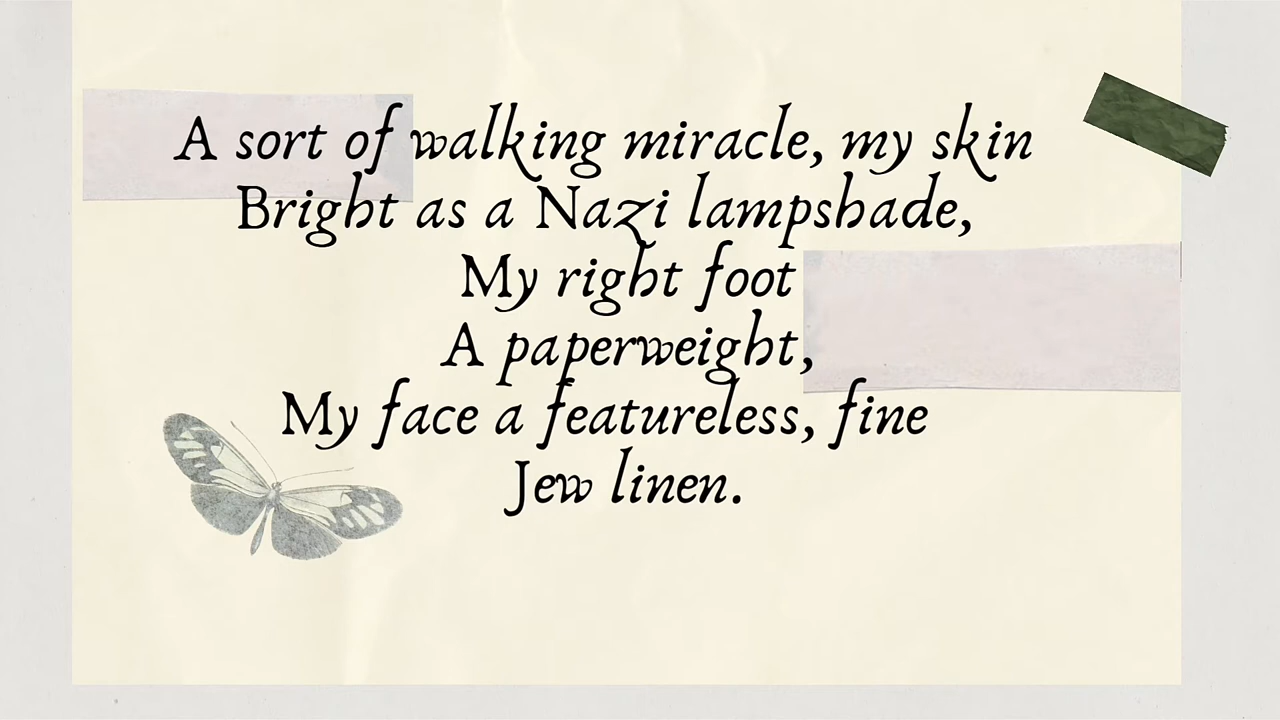 A sort of walking miracle, my skin
Bright as a Nazi lampshade,
My right foot
A paperweight,
My face a featureless, fine
Jew linen.